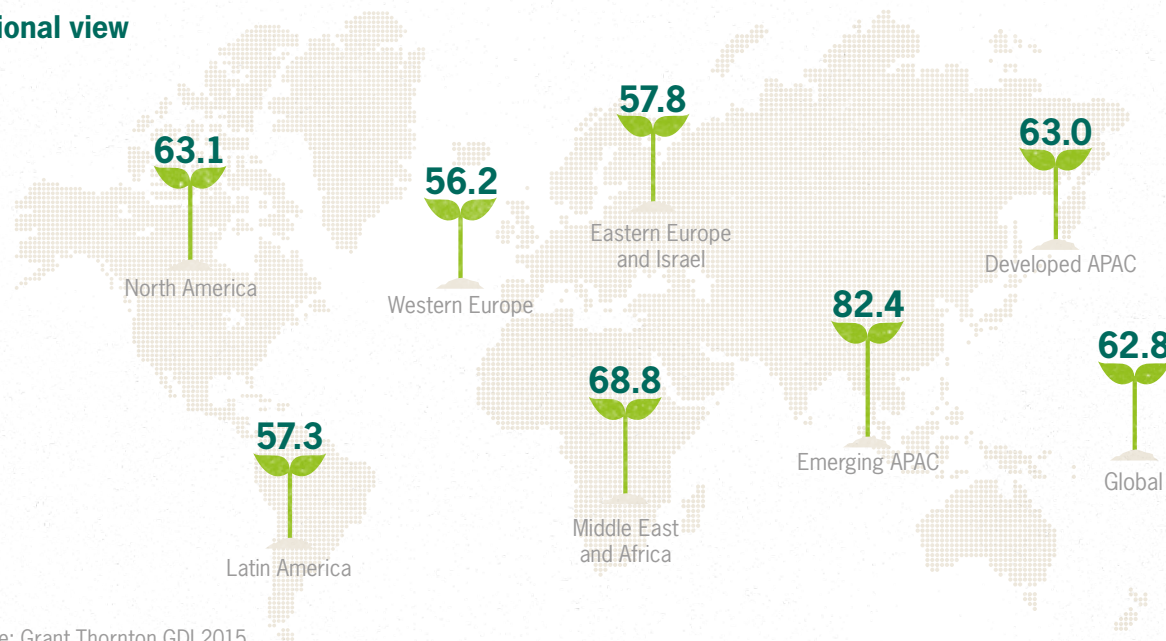 ional view
63.1
North America
56.2
Western Europe
57.8
Eastern Europe
and Israel
63.0
Developed APAC
82.4
Emerging APAC
62.8
Global
68.8
Middle East
and Africa
57.3
Latin America
e: Grant Thornton GDI 2015